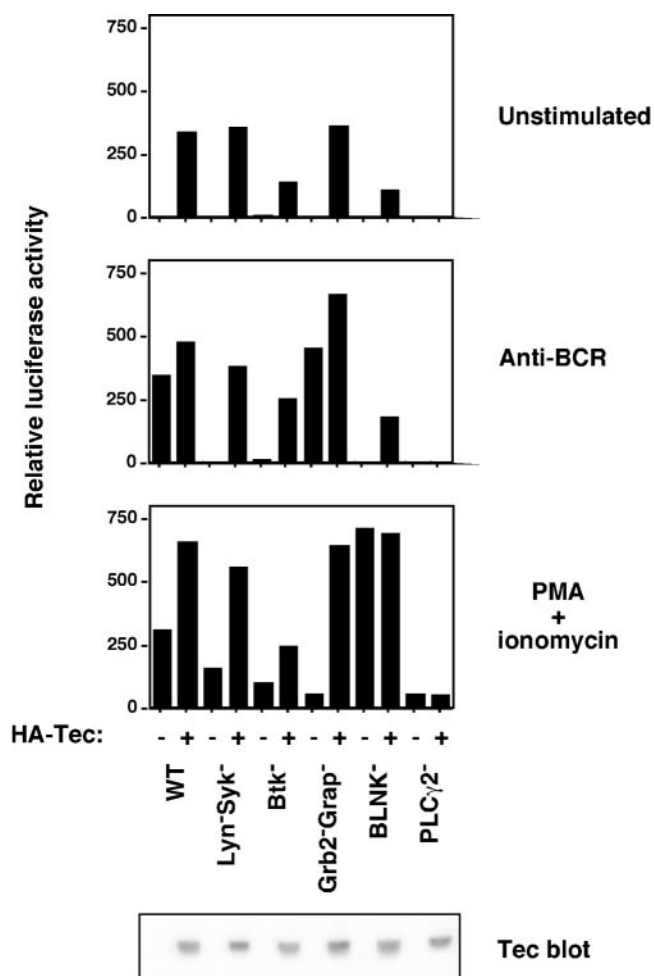 750
500
250
0
Unstimulated
750
500
250
0
Anti-BCR
750
500
250
0
PMA
+
ionomycin
Relative luciferase activity
HA-Tec: - + - + - + - + - + - +
WT
Lyn⁻Syk⁻
Btk⁻
Grb2⁻Grap⁻
BLNK⁻
PLCγ2⁻
Tec blot